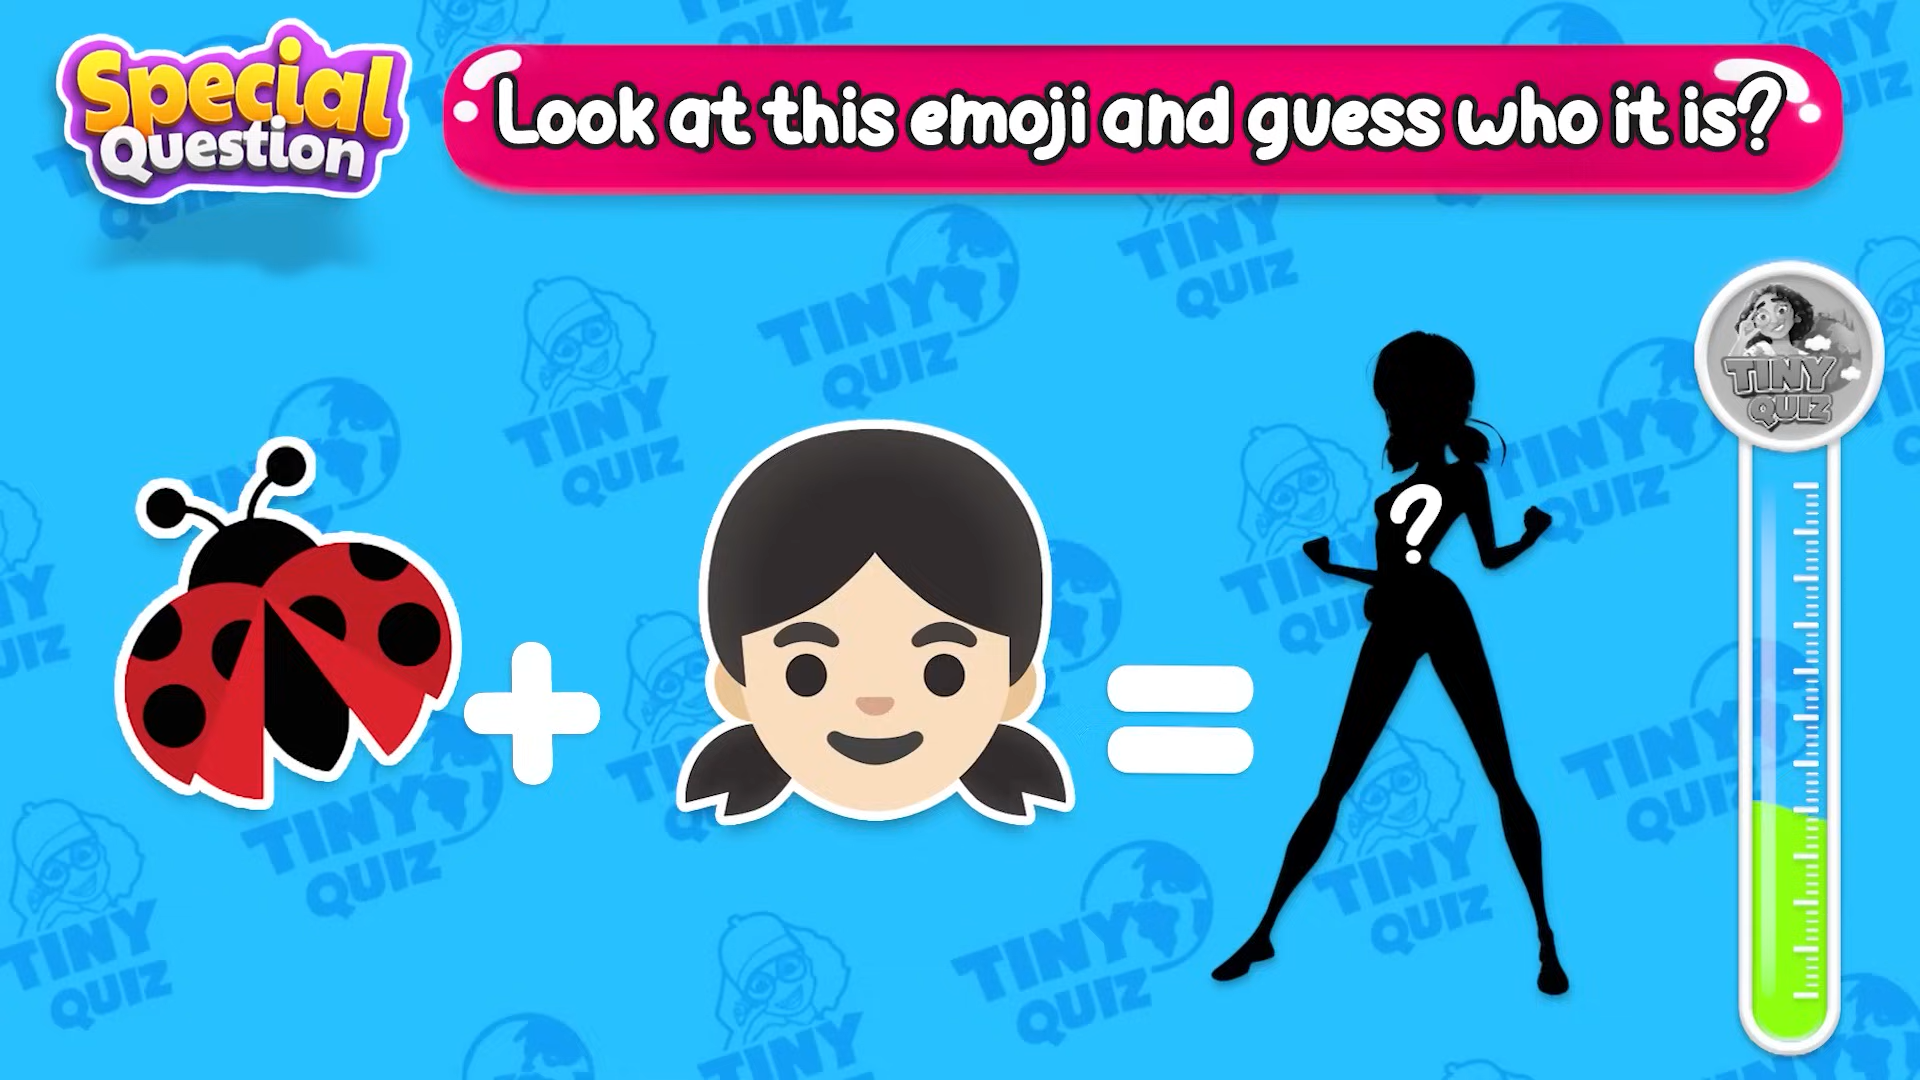 Special
Question
Look at this emoji and guess who it is?
TINY
QUIZ
?